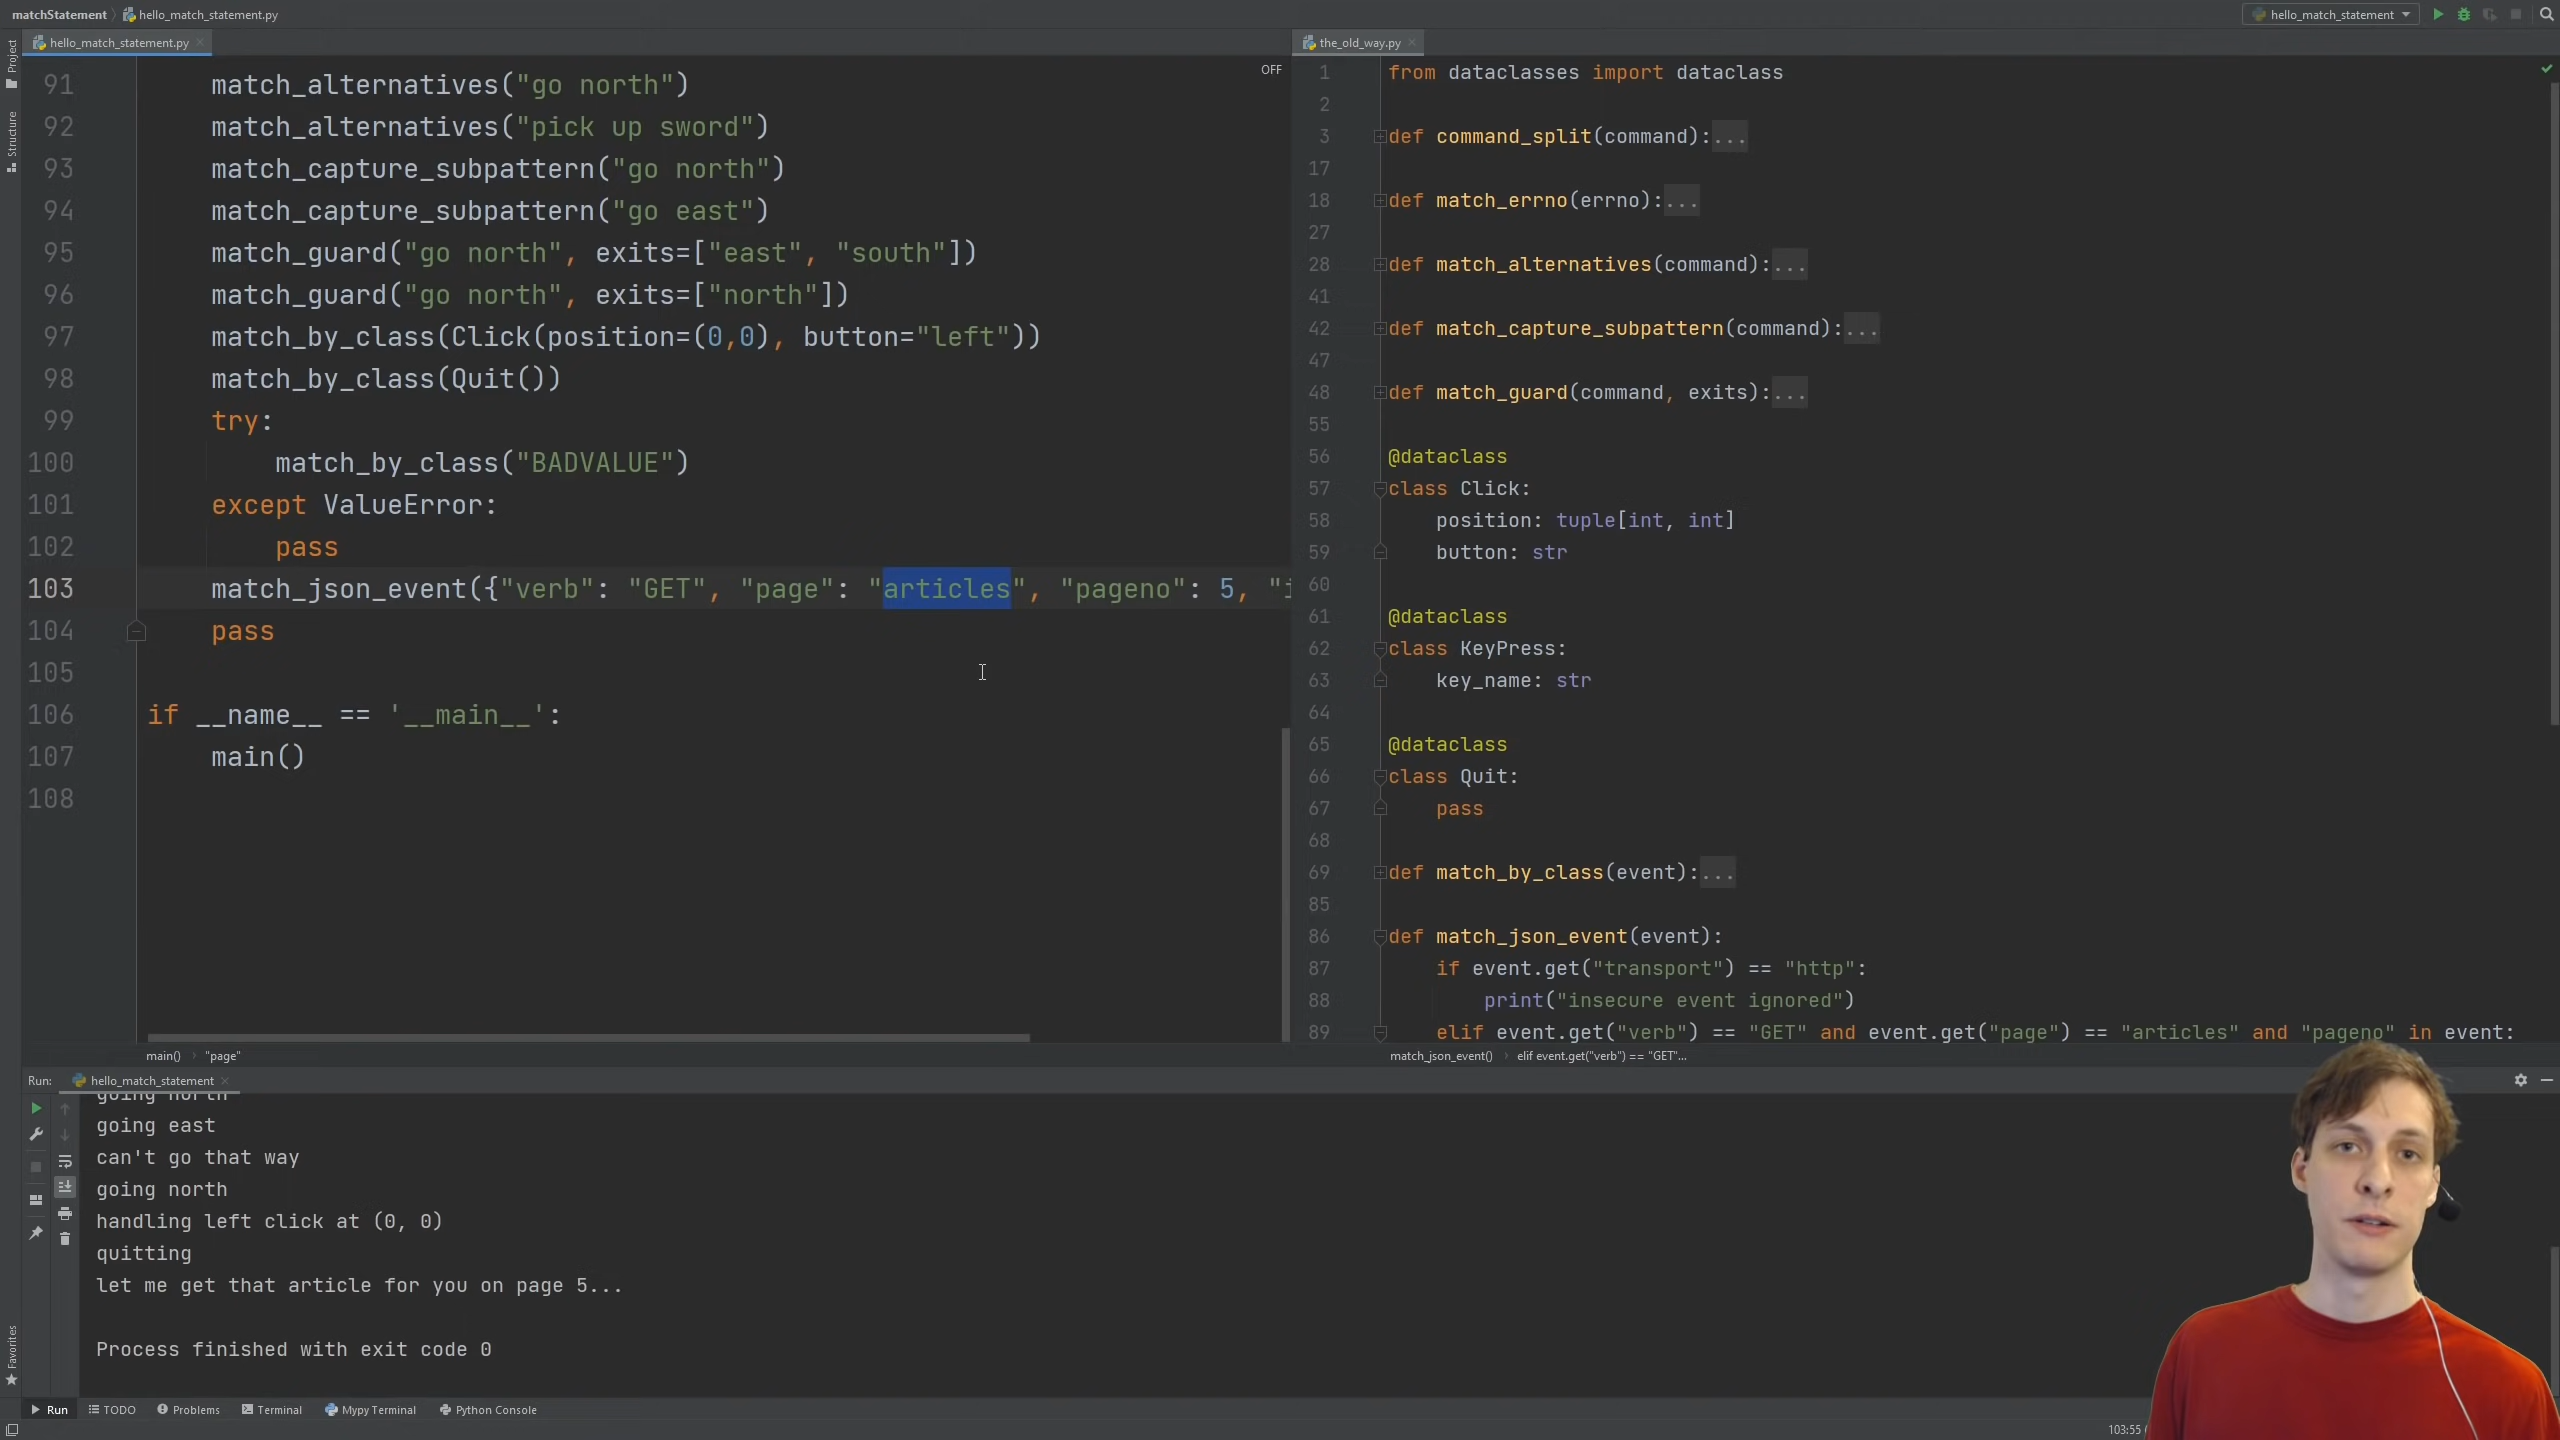 matchStatement hello_match_statement.py
hello_match_statement
hello_match_statement.py
Project
Structure
OFF
91 match_alternatives("go north")
92 match_alternatives("pick up sword")
93 match_capture_subpattern("go north")
94 match_capture_subpattern("go east")
95 match_guard("go north", exits=["east", "south"])
96 match_guard("go north", exits=["north"])
97 match_by_class(Click(position=(0,0), button="left"))
98 match_by_class(Quit())
99 try:
100 match_by_class("BADVALUE")
101 except ValueError:
102 pass
103 match_json_event({"verb": "GET", "page": "articles", "pageno": 5, "
104 pass
105
106 if __name__ == '__main__':
107 main()
108
main() "page"
the_old_way.py
1 from dataclasses import dataclass
2
3 def command_split(command):...
17
18 def match_errno(errno):...
27
28 def match_alternatives(command):...
41
42 def match_capture_subpattern(command):...
47
48 def match_guard(command, exits):...
55
56 @dataclass
57 class Click:
58 position: tuple[int, int]
59 button: str
60
61 @dataclass
62 class KeyPress:
63 key_name: str
64
65 @dataclass
66 class Quit:
67 pass
68
69 def match_by_class(event):...
85
86 def match_json_event(event):
87 if event.get("transport") == "http":
88 print("insecure event ignored")
89 elif event.get("verb") == "GET" and event.get("page") == "articles" and "pageno" in event:
match_json_event() elif event.get("verb") == "GET"...
Run: hello_match_statement
going north
going east
can't go that way
going north
handling left click at (0, 0)
quitting
let me get that article for you on page 5...
Process finished with exit code 0
Favorites
Run TODO Problems Terminal Mypy Terminal Python Console
103:55